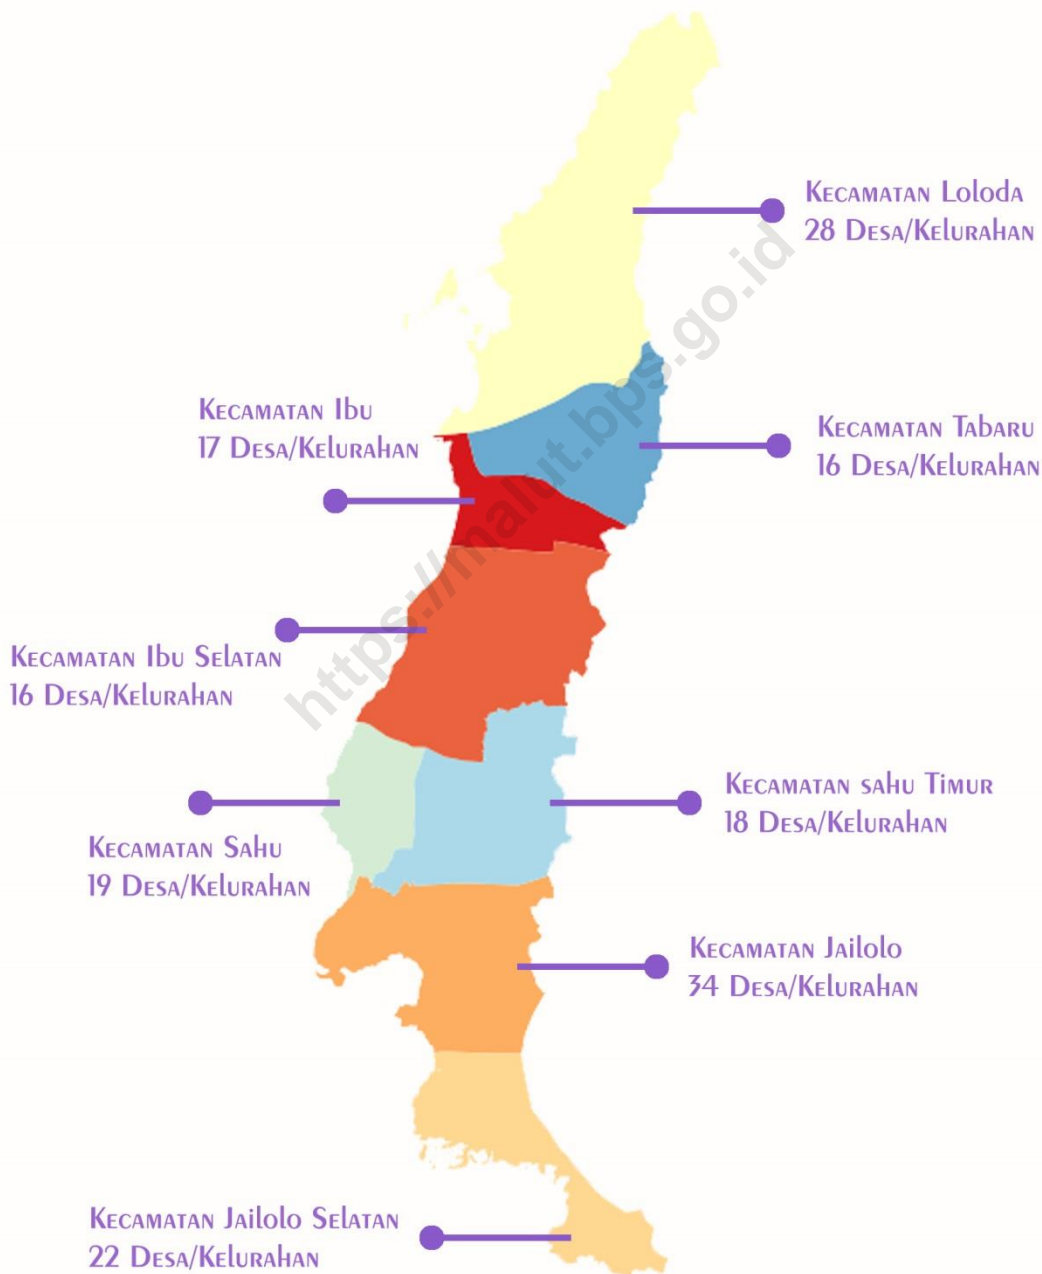 Kecamatan Loloda
28 Desa/Kelurahan
Kecamatan Ibu
17 Desa/Kelurahan
Kecamatan Tabaru
16 Desa/Kelurahan
Kecamatan Ibu Selatan
16 Desa/Kelurahan
Kecamatan sahu Timur
18 Desa/Kelurahan
Kecamatan Sahu
19 Desa/Kelurahan
Kecamatan Jailolo
34 Desa/Kelurahan
Kecamatan Jailolo Selatan
22 Desa/Kelurahan
https://malut.bps.go.id